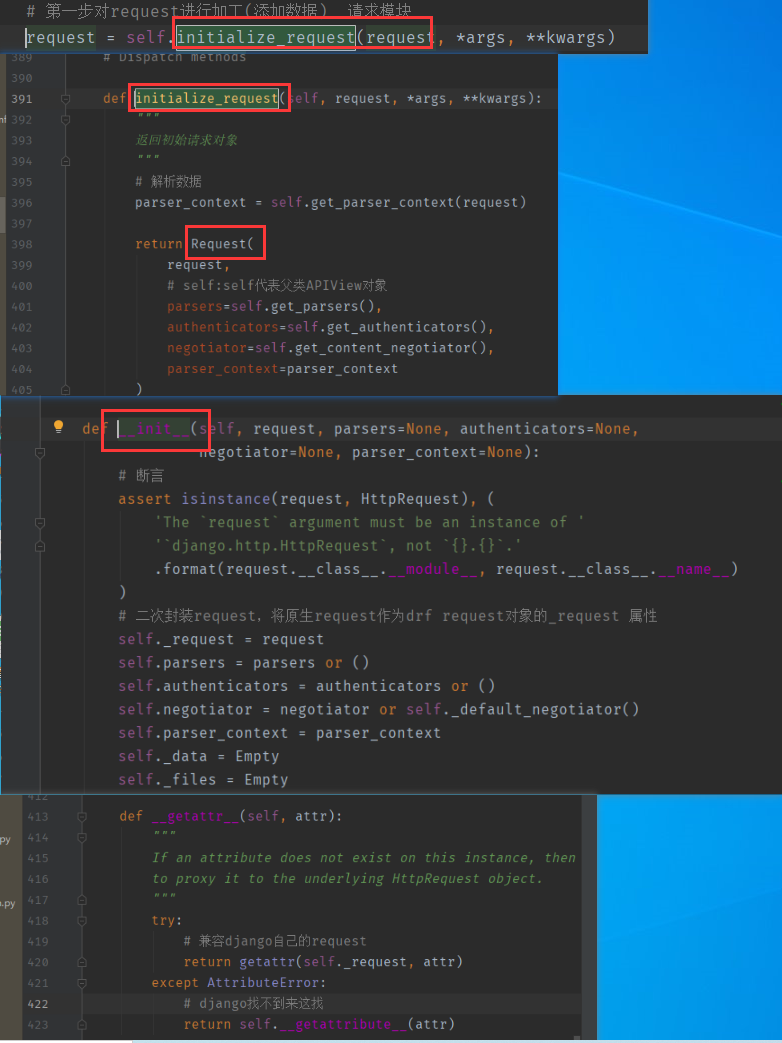 # 第一步对request进行加工(添加数据)  请求模块
request = self.initialize_request(request, *args, **kwargs)
389 # Dispatch methods
390
391 def initialize_request(self, request, *args, **kwargs):
392 """
393 返回初始请求对象
394 """
395 # 解析数据
396 parser_context = self.get_parser_context(request)
397
398 return Request(
399 request,
400 # self:self代表父类APIView对象
401 parsers=self.get_parsers(),
402 authenticators=self.get_authenticators(),
403 negotiator=self.get_content_negotiator(),
404 parser_context=parser_context
405 )
def __init__(self, request, parsers=None, authenticators=None,
negotiator=None, parser_context=None):
# 断言
assert isinstance(request, HttpRequest), (
'The `request` argument must be an instance of '
'`django.http.HttpRequest`, not `{}.{}`.'
.format(request.__class__.__module__, request.__class__.__name__)
)
# 二次封装request，将原生request作为drf request对象的_request 属性
self._request = request
self.parsers = parsers or ()
self.authenticators = authenticators or ()
self.negotiator = negotiator or self._default_negotiator()
self.parser_context = parser_context
self._data = Empty
self._files = Empty
412
413 def __getattr__(self, attr):
414 """
415 If an attribute does not exist on this instance, then
416 to proxy it to the underlying HttpRequest object.
417 """
418 try:
419 # 兼容django自己的request
420 return getattr(self._request, attr)
421 except AttributeError:
422 # django找不到来这找
423 return self.__getattribute__(attr)